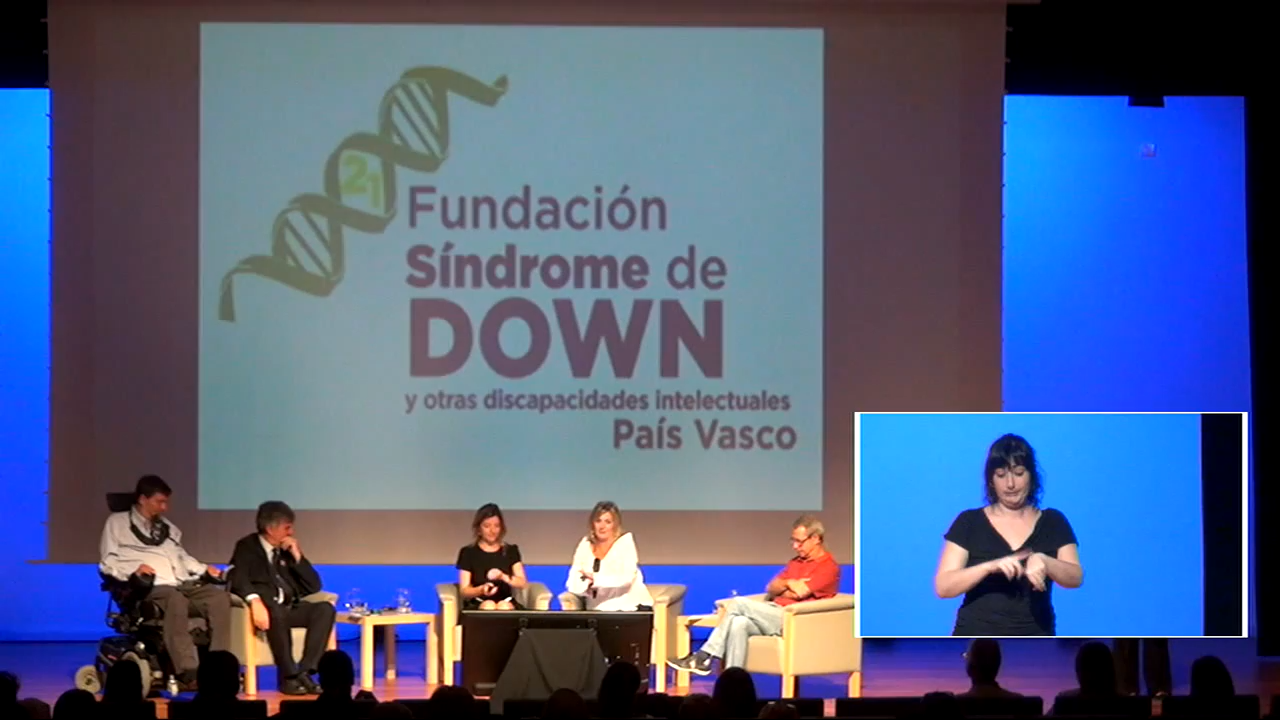 21
Fundación
Síndrome de
DOWN
y otras discapacidades intelectuales
País Vasco